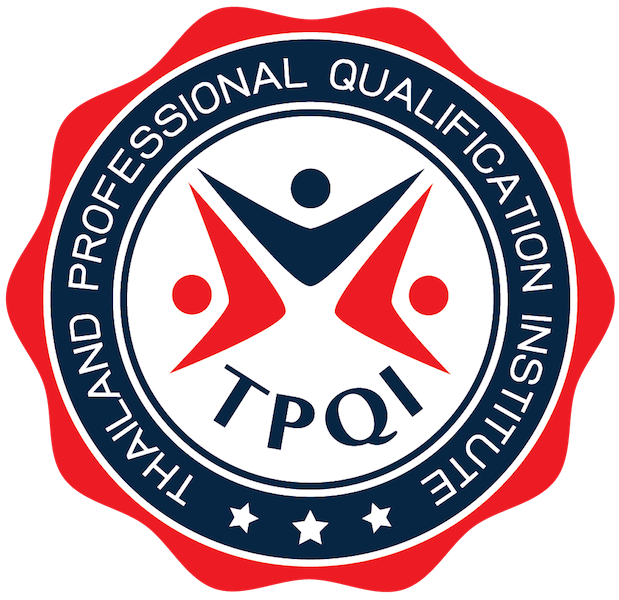 THAILAND PROFESSIONAL QUALIFICATION INSTITUTE
TPQI